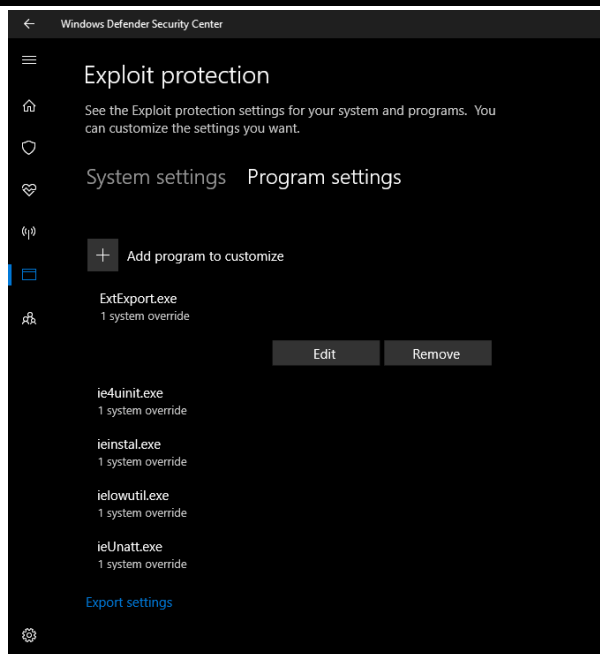 Windows Defender Security Center
Exploit protection
See the Exploit protection settings for your system and programs. You
can customize the settings you want.
System settings Program settings
Add program to customize
ExtExport.exe
1 system override
Edit Remove
ie4uinit.exe
1 system override
ieinstal.exe
1 system override
ielowutil.exe
1 system override
ieUnatt.exe
1 system override
Export settings